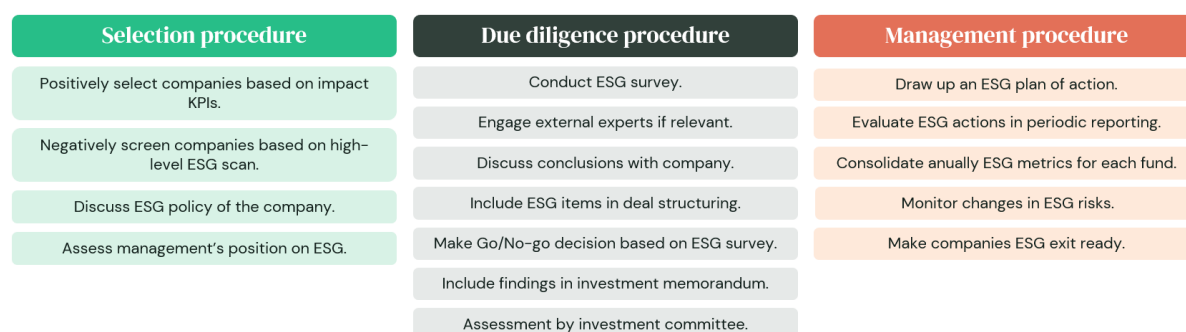 Selection procedure
Positively select companies based on impact
KPIs.
Negatively screen companies based on high-
level ESG scan.
Discuss ESG policy of the company.
Assess management's position on ESG.
Due diligence procedure
Conduct ESG survey.
Engage external experts if relevant.
Discuss conclusions with company.
Include ESG items in deal structuring.
Make Go/No-go decision based on ESG survey.
Include findings in investment memorandum.
Assessment by investment committee.
Management procedure
Draw up an ESG plan of action.
Evaluate ESG actions in periodic reporting.
Consolidate anually ESG metrics for each fund.
Monitor changes in ESG risks.
Make companies ESG exit ready.